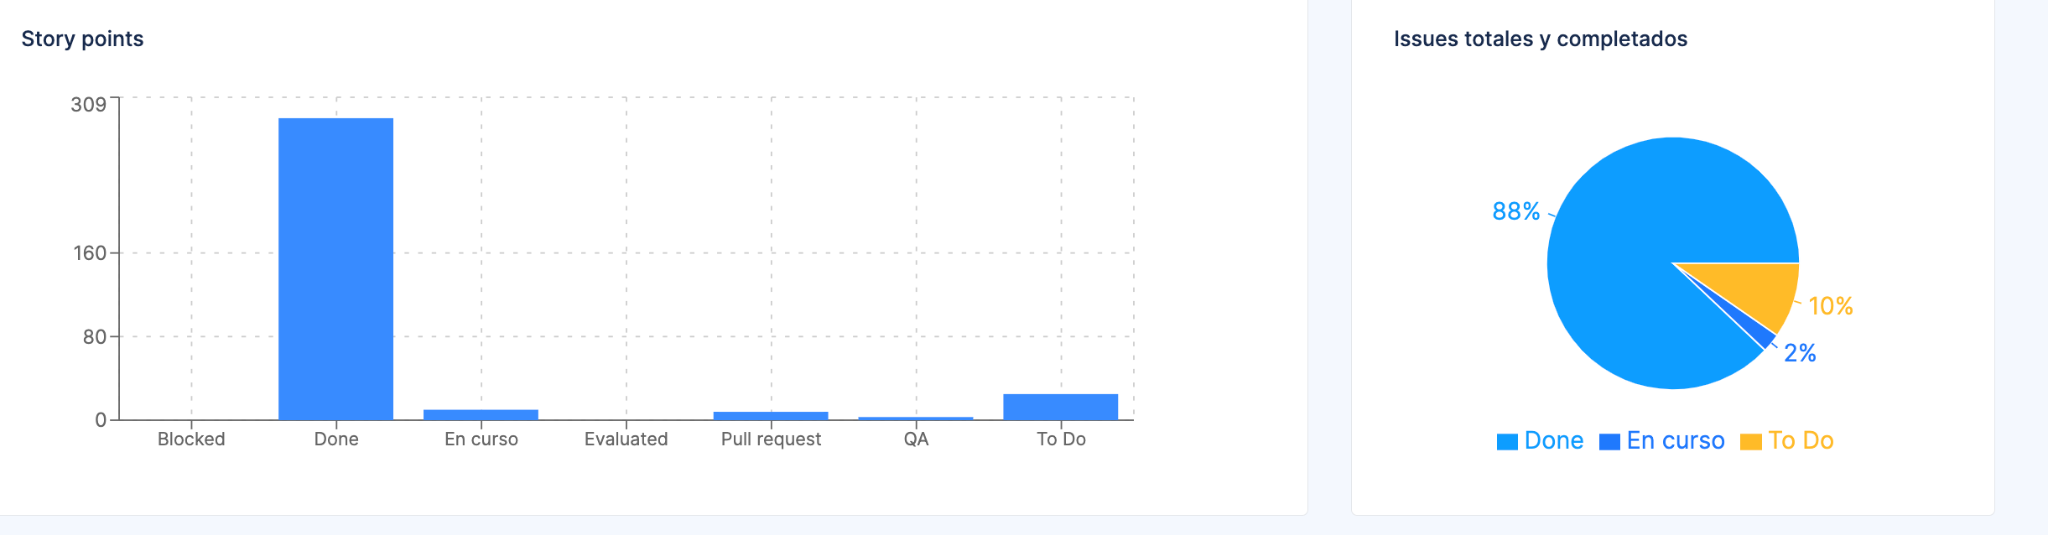 Story points
309
160
80
0
Blocked
Done
En curso
Evaluated
Pull request
QA
To Do
Issues totales y completados
88%
10%
2%
Done
En curso
To Do